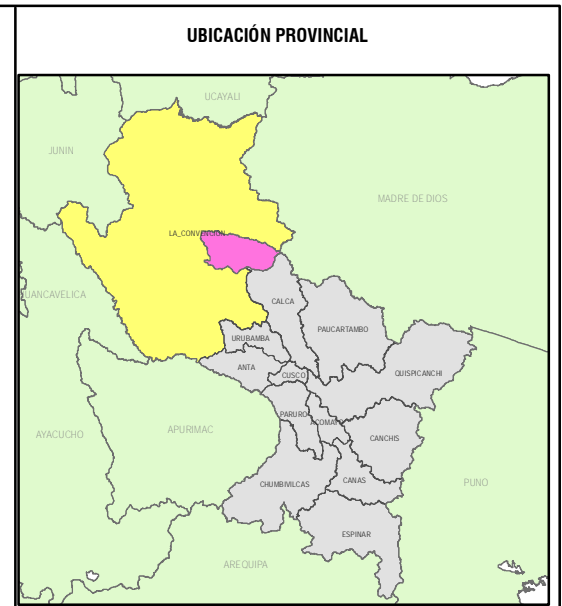 UBICACIÓN PROVINCIAL
UCAYALI
JUNIN
MADRE DE DIOS
LA_CONVENCION
UANCAVELICA
CALCA
PAUCARTAMBO
URUBAMBA
ANTA
CUSCO
QUISPICANCHI
PARURO
ACOMAYO
AYACUCHO
APURIMAC
CANCHIS
CHUMBIVILCAS
CANAS
PUNO
ESPINAR
AREQUIPA